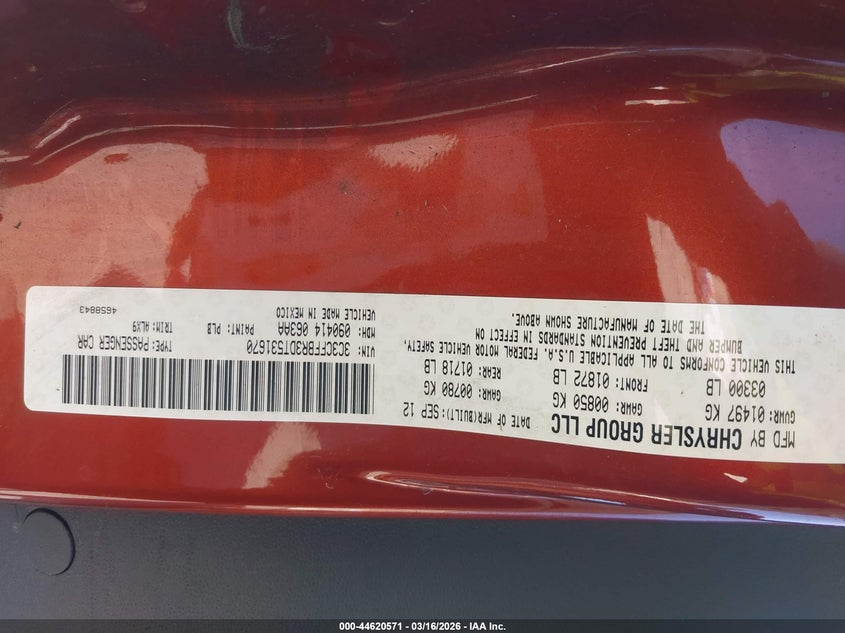 MFD BY CHRYSLER GROUP LLC
DATE OF MFR(BUILT): SEP 12
GVWR: 01497 KG
03300 LB
GAWR: 00850 KG
FRONT: 01872 LB
GAWR: 00780 KG
REAR: 01718 LB
THIS VEHICLE CONFORMS TO ALL APPLICABLE U.S.A. FEDERAL MOTOR VEHICLE SAFETY,
BUMPER AND THEFT PREVENTION STANDARDS IN EFFECT ON
THE DATE OF MANUFACTURE SHOWN ABOVE.
VIN: 3C3CFFBR3DT531670
TYPE: PASSENGER CAR
MDH: 090414 063AA
PAINT: PLB
TRIM: ALX9
VEHICLE MADE IN MEXICO
4658843
000-44620571 - 03/16/2026 - IAA Inc.